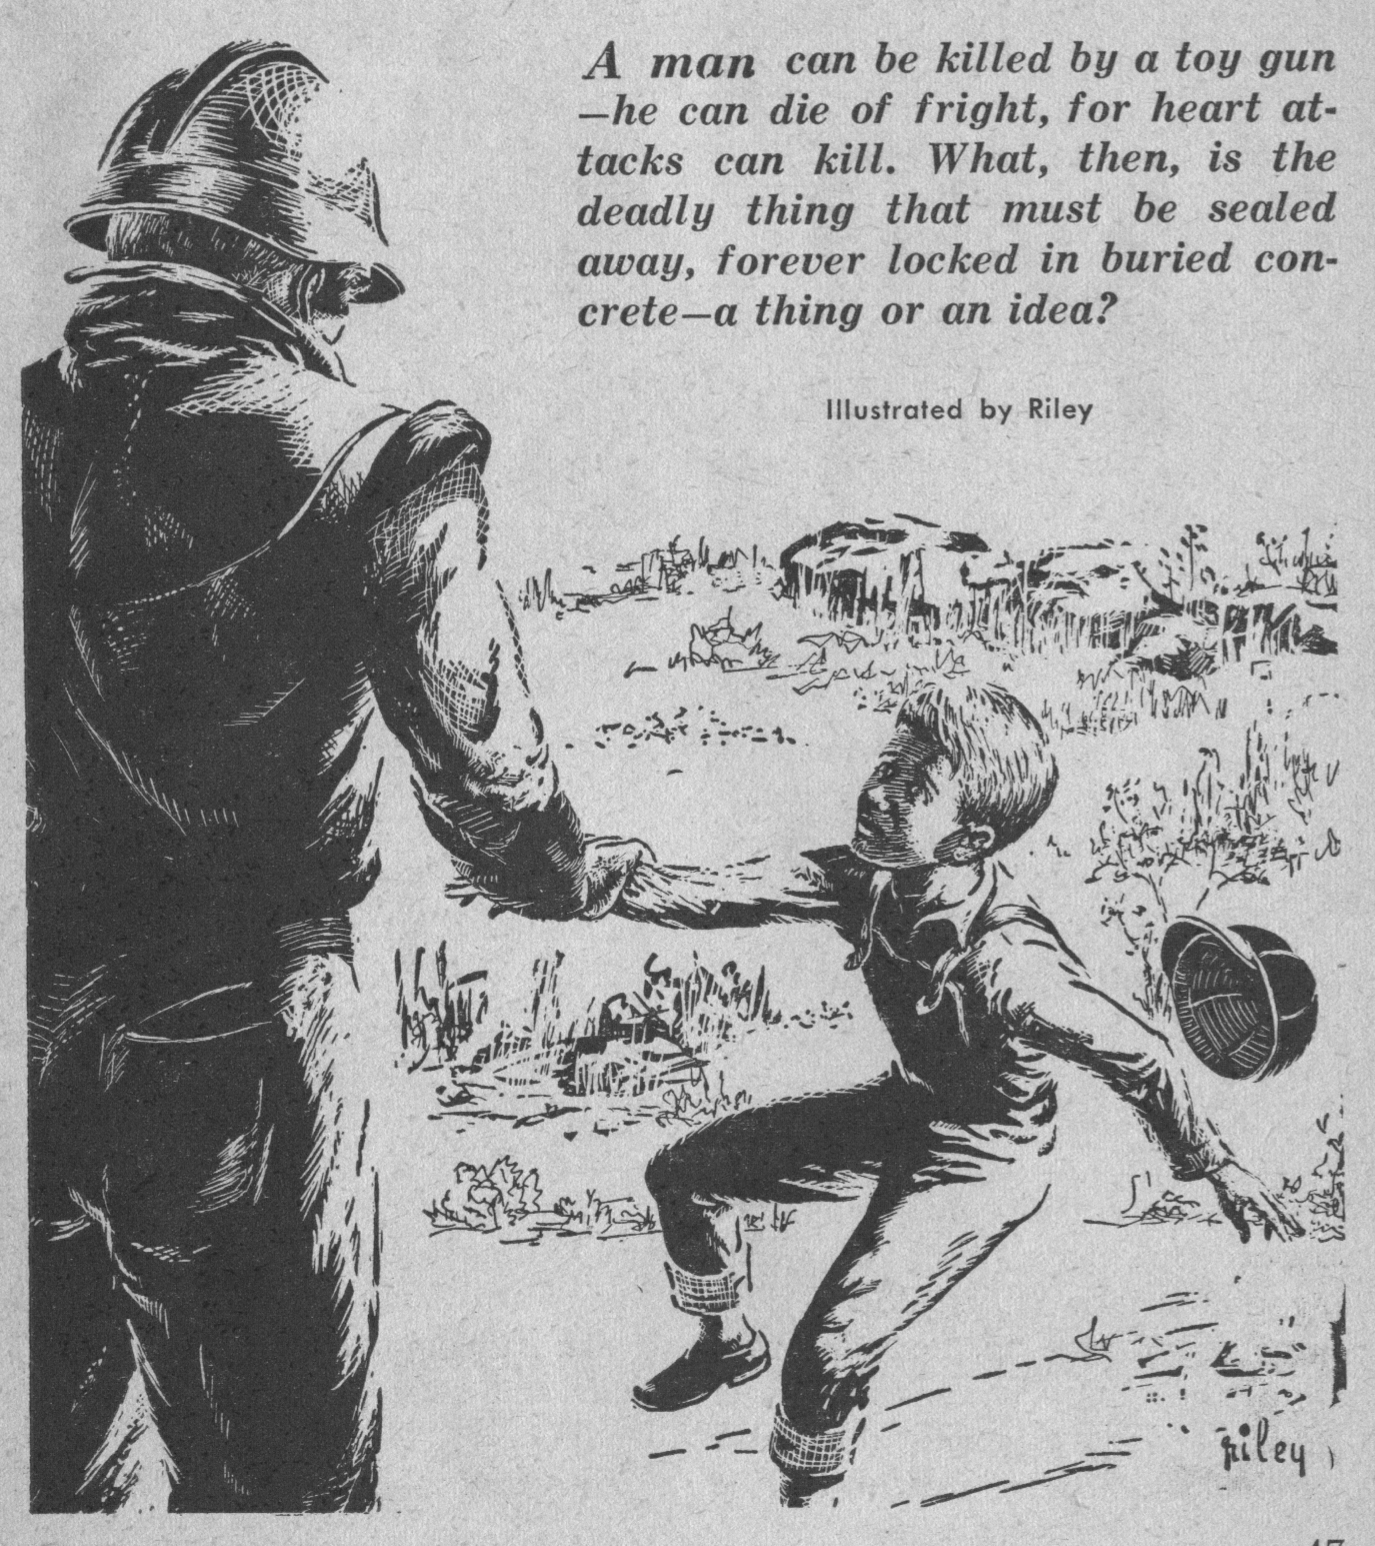 A man can be killed by a toy gun
—he can die of fright, for heart at-
tacks can kill. What, then, is the
deadly thing that must be sealed
away, forever locked in buried con-
crete—a thing or an idea?
Illustrated by Riley
riley